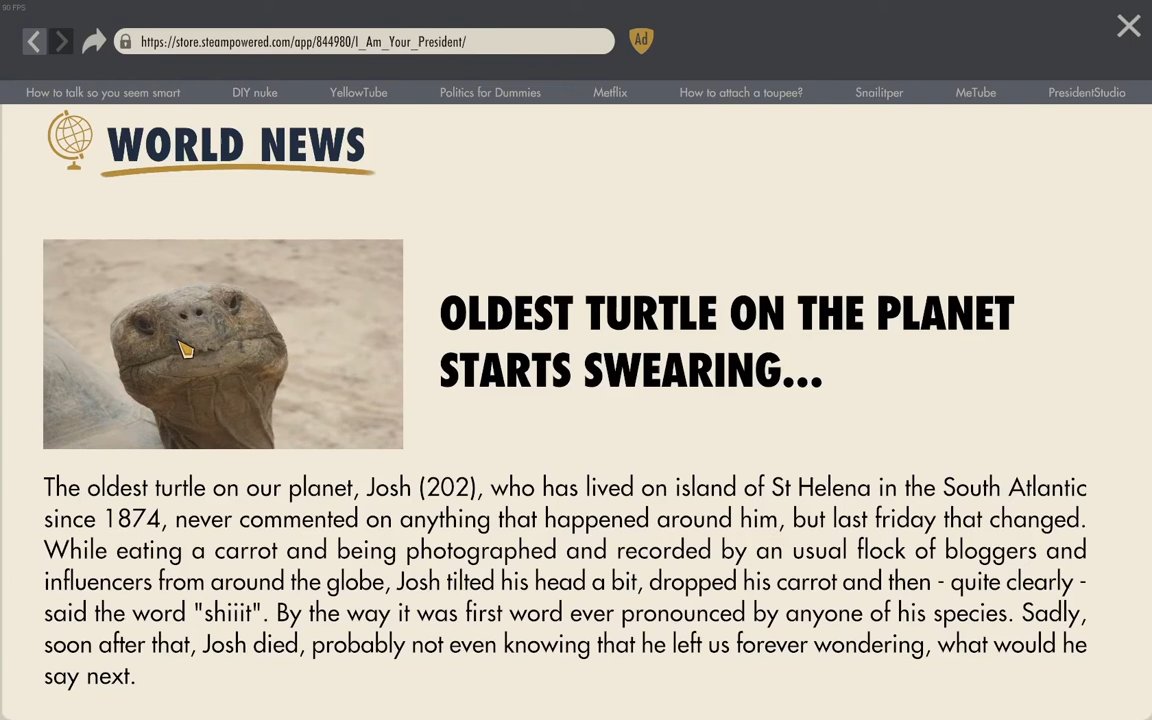 90 FPS
https://store.steampowered.com/app/844980/I_Am_Your_President/
Ad
How to talk so you seem smart DIY nuke YellowTube Politics for Dummies Metflix How to attach a toupee? Snailitper MeTube PresidentStudio
WORLD NEWS
OLDEST TURTLE ON THE PLANET
STARTS SWEARING...
The oldest turtle on our planet, Josh (202), who has lived on island of St Helena in the South Atlantic
since 1874, never commented on anything that happened around him, but last friday that changed.
While eating a carrot and being photographed and recorded by an usual flock of bloggers and
influencers from around the globe, Josh tilted his head a bit, dropped his carrot and then - quite clearly -
said the word "shiiit". By the way it was first word ever pronounced by anyone of his species. Sadly,
soon after that, Josh died, probably not even knowing that he left us forever wondering, what would he
say next.